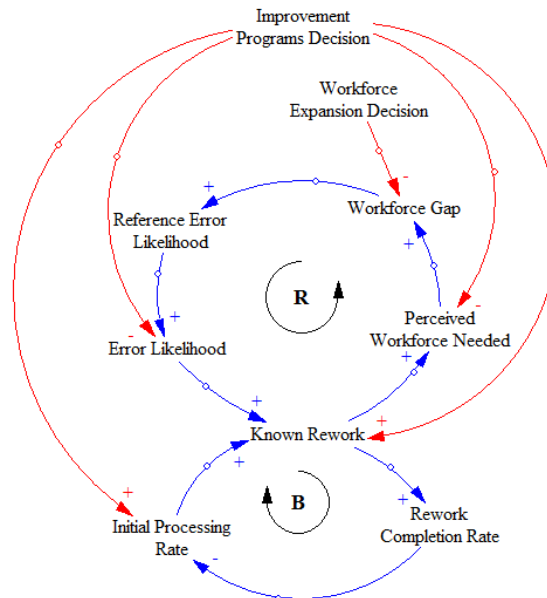 Improvement
Programs Decision
Workforce
Expansion Decision
-
+
Workforce Gap
Reference Error
Likelihood
+
R
-
+
-
Perceived
Workforce Needed
Error Likelihood
+
+
+
Known Rework
+
+
+
B
Initial Processing
Rate
Rework
Completion Rate
-